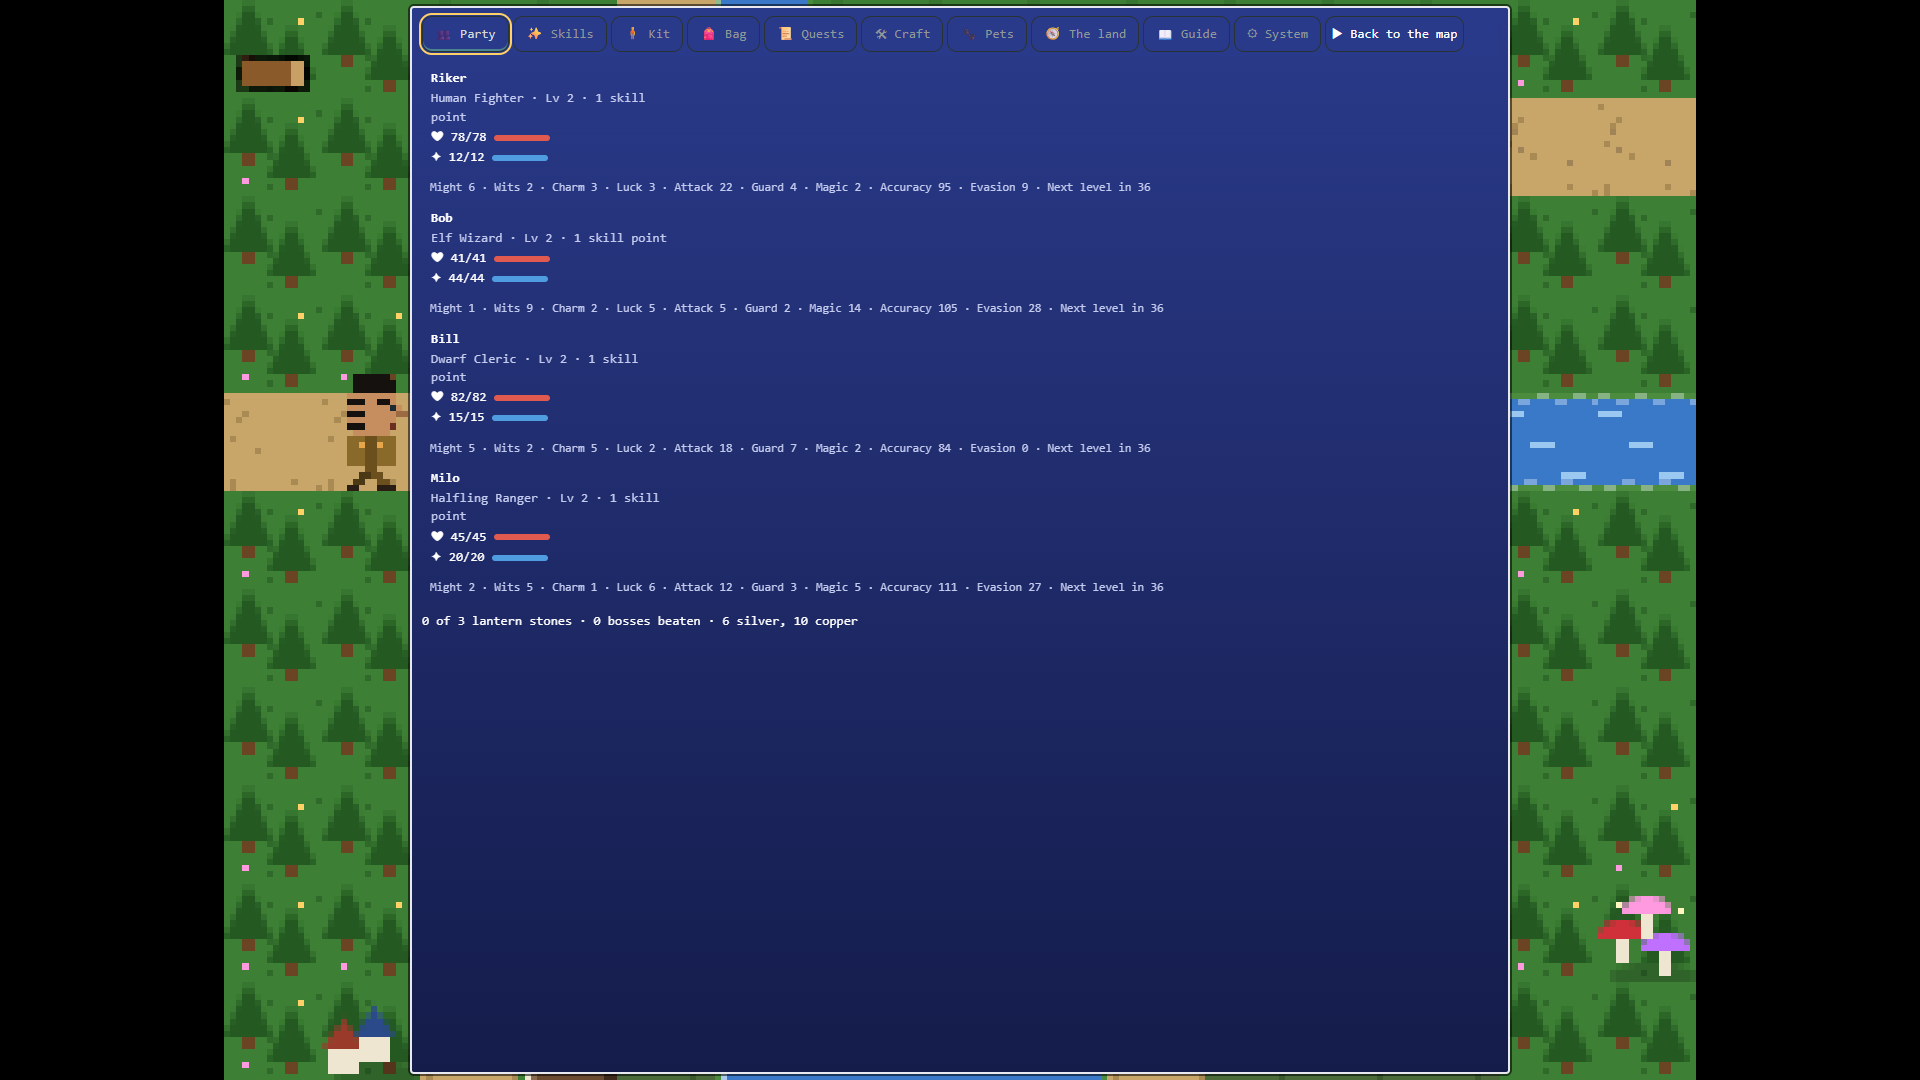 Party Skills Kit Bag Quests Craft Pets The land Guide System Back to the map
Riker
Human Fighter · Lv 2 · 1 skill
point
78/78
12/12
Might 6 · Wits 2 · Charm 3 · Luck 3 · Attack 22 · Guard 4 · Magic 2 · Accuracy 95 · Evasion 9 · Next level in 36
Bob
Elf Wizard · Lv 2 · 1 skill point
41/41
44/44
Might 1 · Wits 9 · Charm 2 · Luck 5 · Attack 5 · Guard 2 · Magic 14 · Accuracy 105 · Evasion 28 · Next level in 36
Bill
Dwarf Cleric · Lv 2 · 1 skill
point
82/82
15/15
Might 5 · Wits 2 · Charm 5 · Luck 2 · Attack 18 · Guard 7 · Magic 2 · Accuracy 84 · Evasion 0 · Next level in 36
Milo
Halfling Ranger · Lv 2 · 1 skill
point
45/45
20/20
Might 2 · Wits 5 · Charm 1 · Luck 6 · Attack 12 · Guard 3 · Magic 5 · Accuracy 111 · Evasion 27 · Next level in 36
0 of 3 lantern stones · 0 bosses beaten · 6 silver, 10 copper